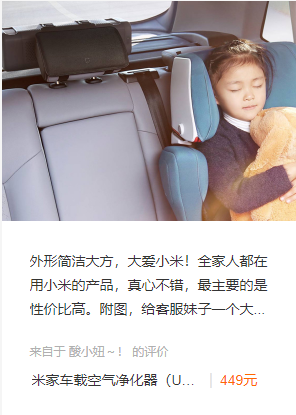 外形简洁大方，大爱小米！全家人都在
用小米的产品，真心不错，最主要的是
性价比高。附图，给客服妹子一个大...
来自于 酸小妞～！ 的评价
米家车载空气净化器（U... | 449元